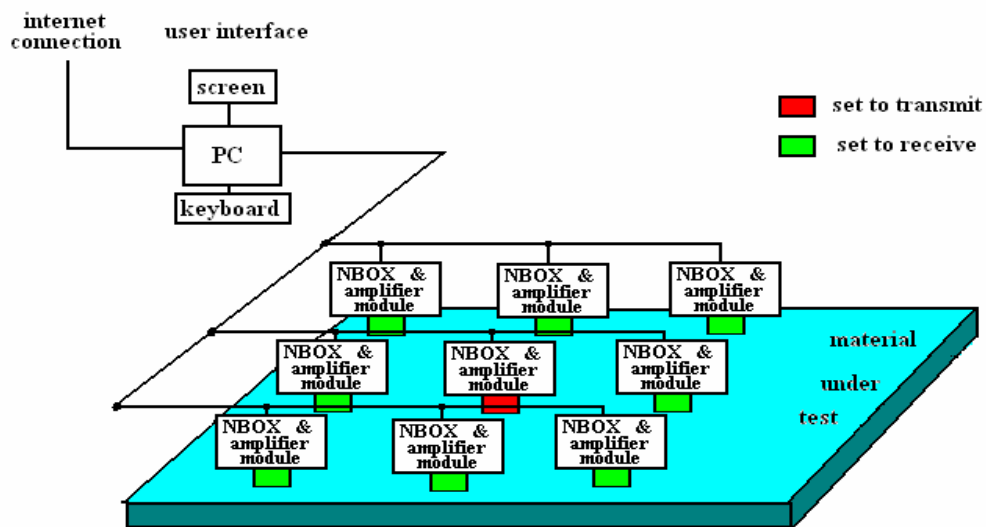 internet
connection
user interface
screen
PC
keyboard
set to transmit
set to receive
NBOX &
amplifier
module
NBOX &
amplifier
module
NBOX &
amplifier
module
NBOX &
amplifier
module
NBOX &
amplifier
module
NBOX &
amplifier
module
NBOX &
amplifier
module
NBOX &
amplifier
module
NBOX &
amplifier
module
material
under
test